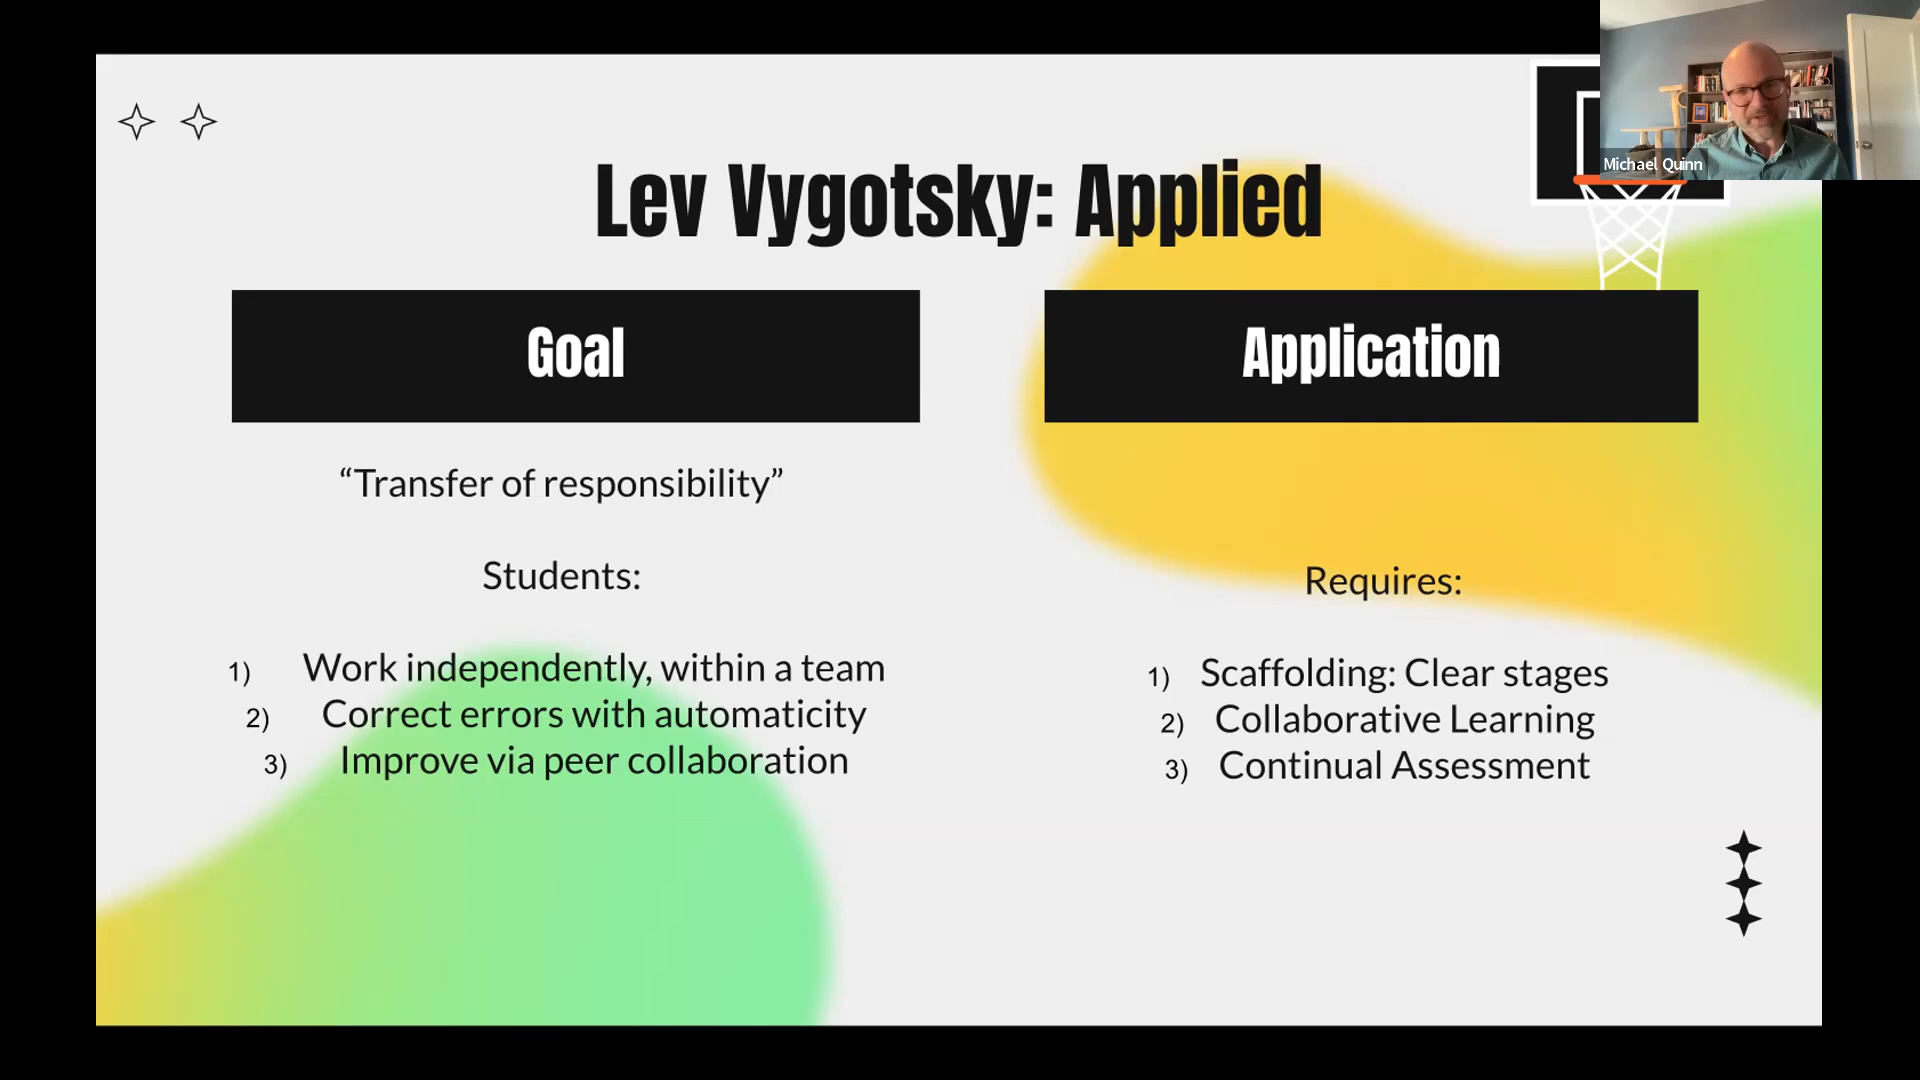 Michael Quinn
Lev Vygotsky: Applied
Goal
“Transfer of responsibility”
Students:
1) Work independently, within a team
2) Correct errors with automaticity
3) Improve via peer collaboration
Application
Requires:
1) Scaffolding: Clear stages
2) Collaborative Learning
3) Continual Assessment